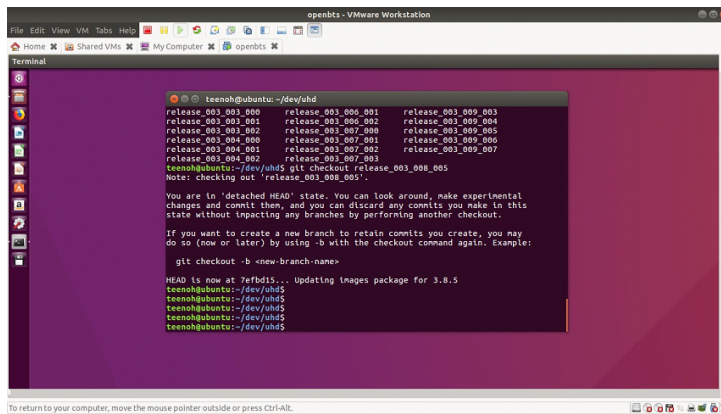 openbts - VMware Workstation
File Edit View VM Tabs Help
Home Shared VMs My Computer openbts
Terminal
teenoh@ubuntu: ~/dev/uhd
release_003_003_000 release_003_006_001 release_003_009_003
release_003_003_001 release_003_006_002 release_003_009_004
release_003_003_002 release_003_007_000 release_003_009_005
release_003_004_000 release_003_007_001 release_003_009_006
release_003_004_001 release_003_007_002 release_003_009_007
release_003_004_002 release_003_007_003
teenoh@ubuntu:~/dev/uhd$ git checkout release_003_008_005
Note: checking out 'release_003_008_005'.
You are in 'detached HEAD' state. You can look around, make experimental
changes and commit them, and you can discard any commits you make in this
state without impacting any branches by performing another checkout.
If you want to create a new branch to retain commits you create, you may
do so (now or later) by using -b with the checkout command again. Example:
git checkout -b <new-branch-name>
HEAD is now at 7efbd15... Updating images package for 3.8.5
teenoh@ubuntu:~/dev/uhd$
teenoh@ubuntu:~/dev/uhd$
teenoh@ubuntu:~/dev/uhd$
teenoh@ubuntu:~/dev/uhd$
teenoh@ubuntu:~/dev/uhd$
To return to your computer, move the mouse pointer outside or press Ctrl-Alt.